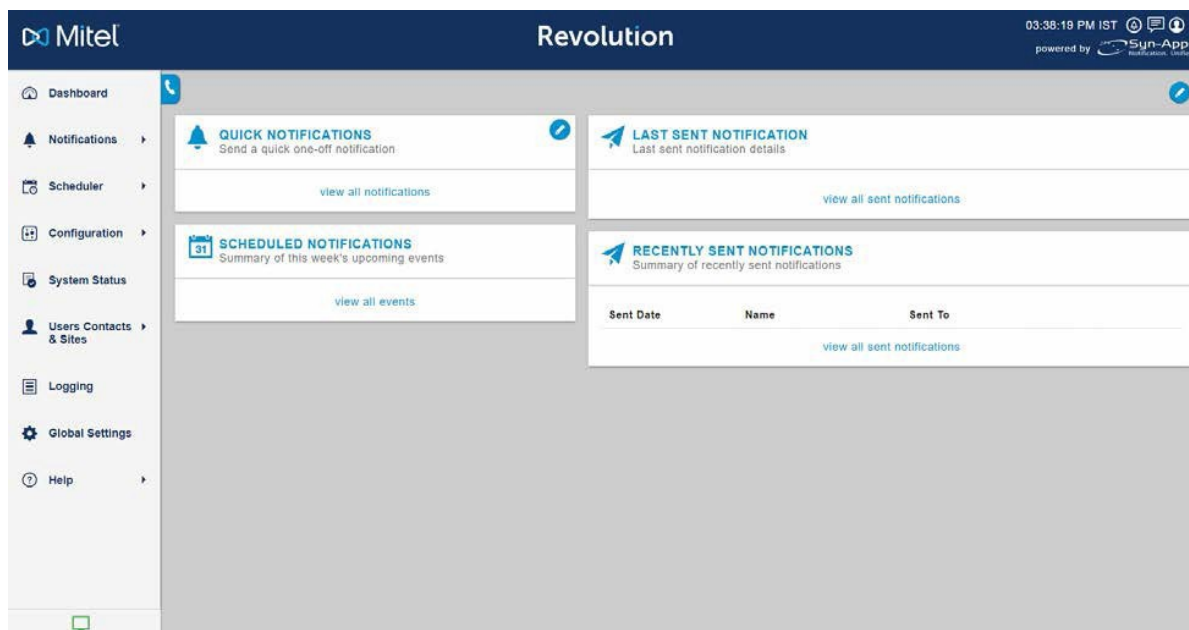 Mitel
Revolution
03:38:19 PM IST
powered by Syn-App
Dashboard
Notifications
Scheduler
Configuration
System Status
Users Contacts
& Sites
Logging
Global Settings
Help
QUICK NOTIFICATIONS
Send a quick one-off notification
view all notifications
SCHEDULED NOTIFICATIONS
31
Summary of this week's upcoming events
view all events
LAST SENT NOTIFICATION
Last sent notification details
view all sent notifications
RECENTLY SENT NOTIFICATIONS
Summary of recently sent notifications
Sent Date Name Sent To
view all sent notifications